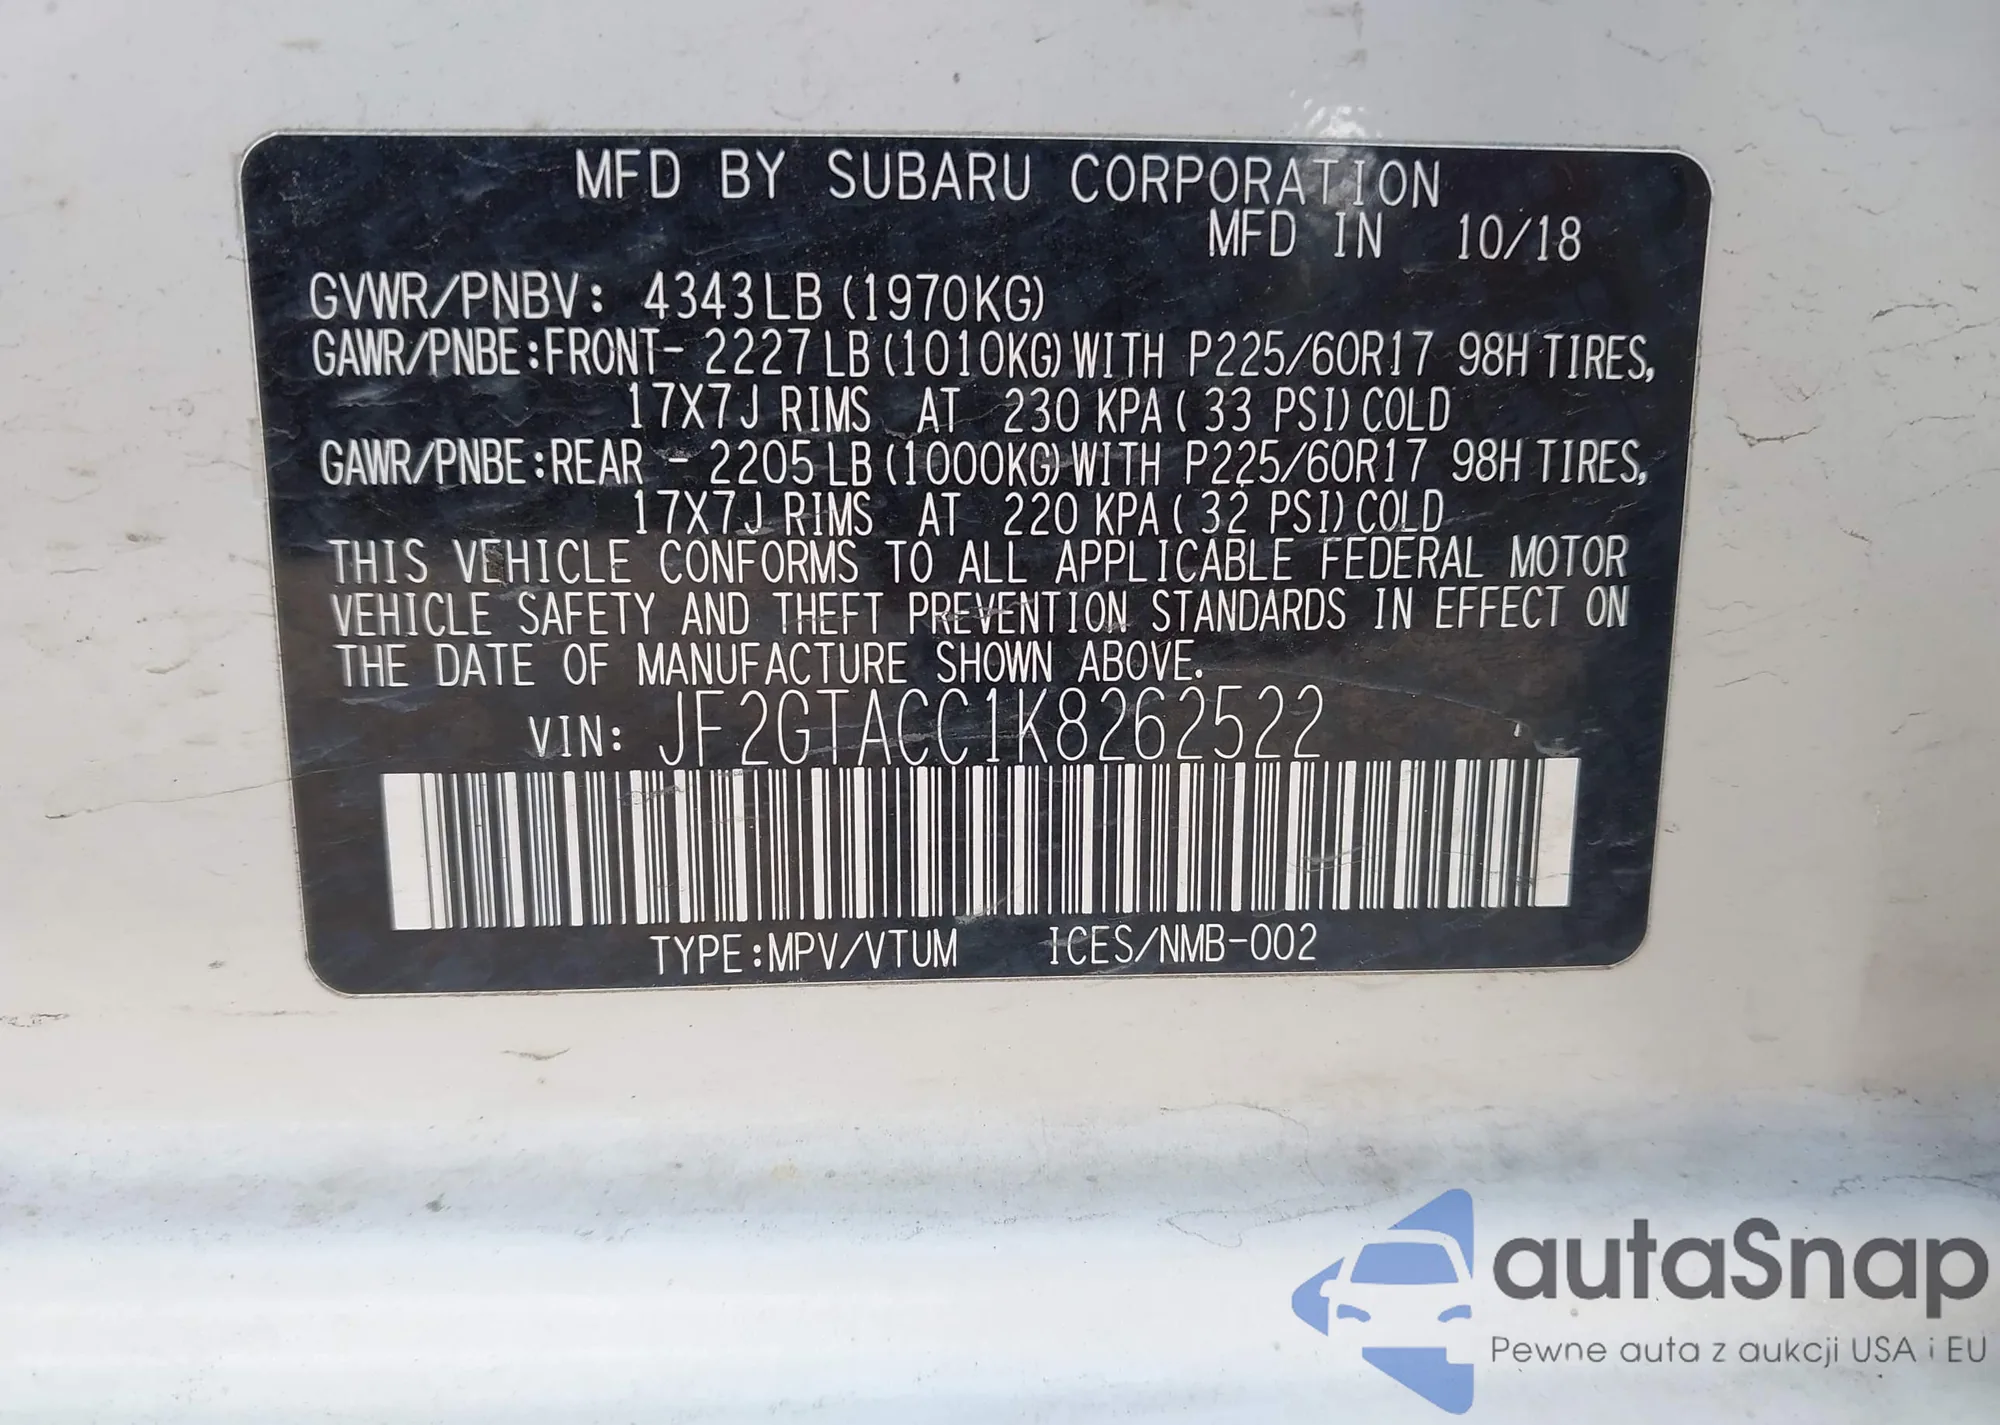 MFD BY SUBARU CORPORATION
MFD IN 10/18
GVWR/PNBV: 4343LB (1970KG)
GAWR/PNBE:FRONT- 2227LB(1010KG)WITH P225/60R17 98H TIRES,
17X7J RIMS AT 230 KPA( 33 PSI)COLD
GAWR/PNBE:REAR - 2205LB(1000KG)WITH P225/60R17 98H TIRES,
17X7J RIMS AT 220 KPA( 32 PSI)COLD
THIS VEHICLE CONFORMS TO ALL APPLICABLE FEDERAL MOTOR
VEHICLE SAFETY AND THEFT PREVENTION STANDARDS IN EFFECT ON
THE DATE OF MANUFACTURE SHOWN ABOVE.
VIN: JF2GTACC1K8262522
TYPE:MPV/VTUM ICES/NMB-002
autaSnap
Pewne auta z aukcji USA i EU